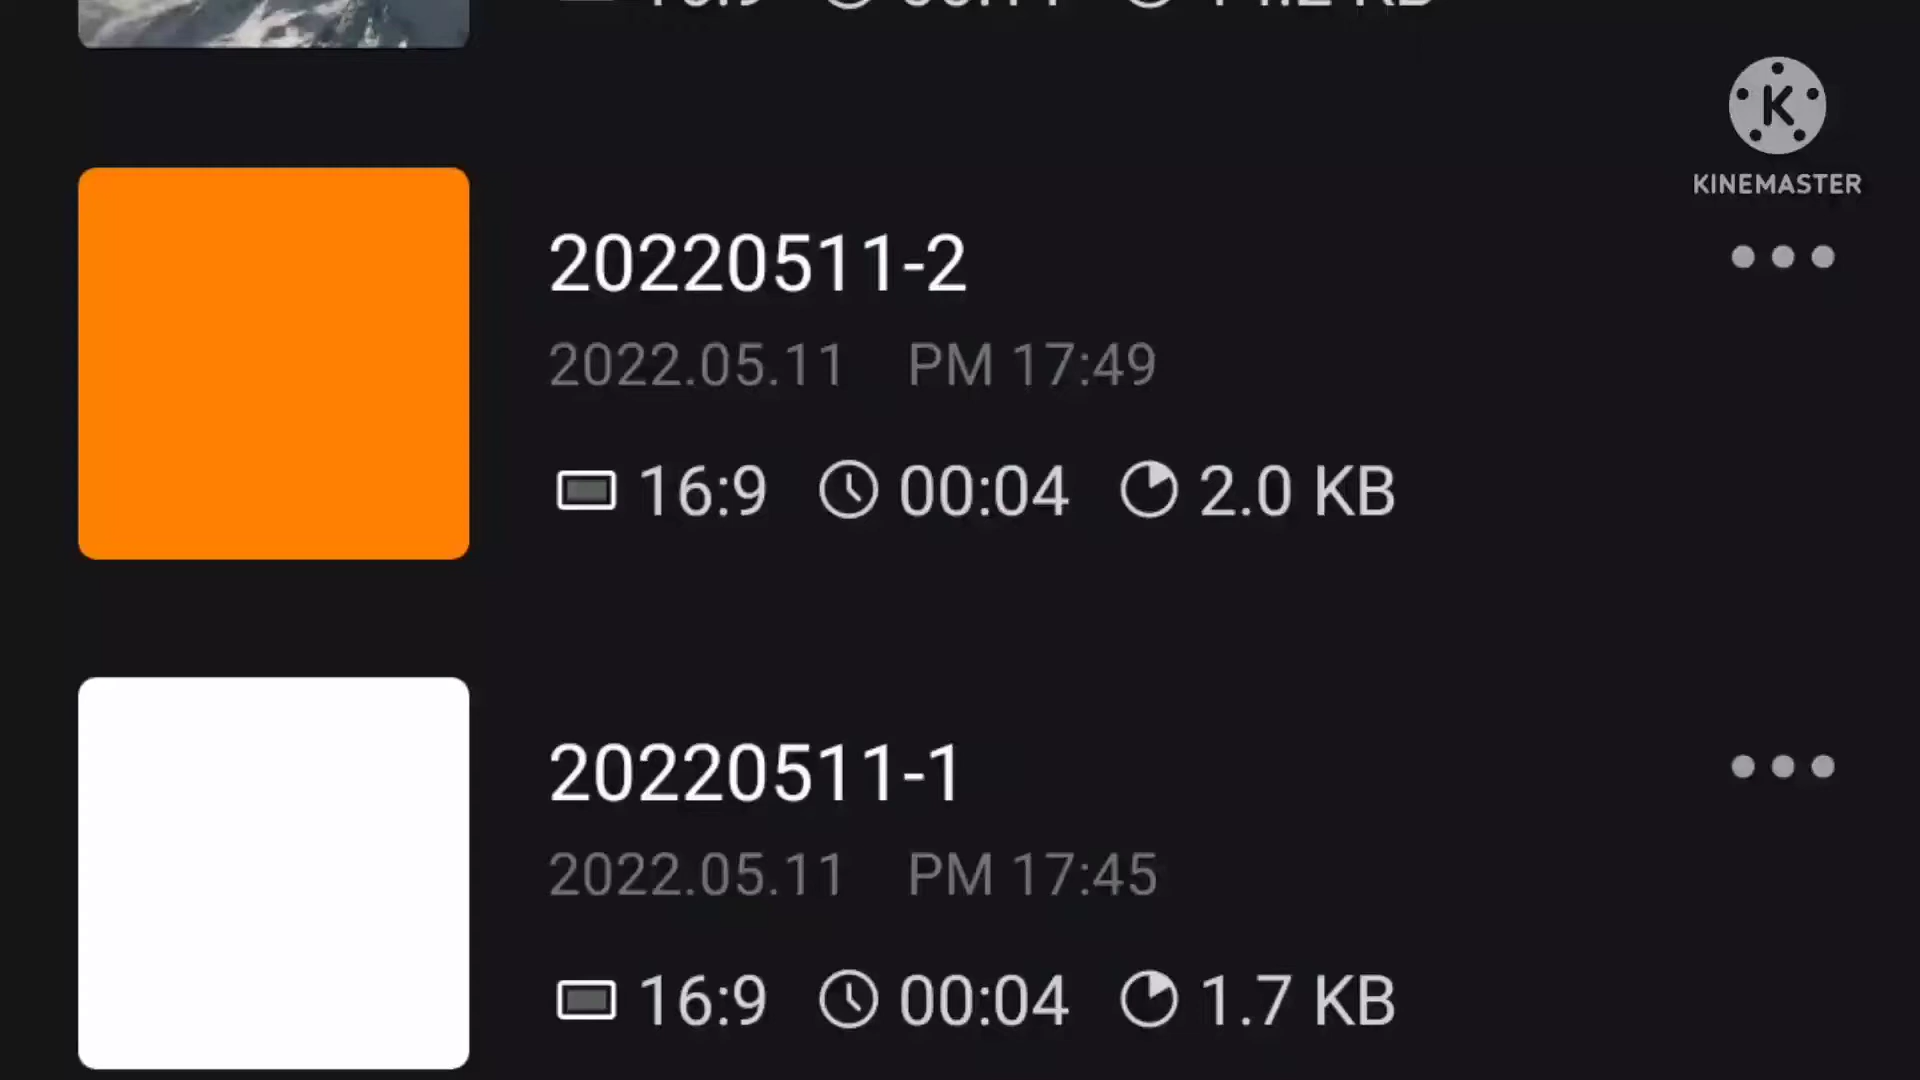 KINEMASTER
20220511-2
2022.05.11 PM 17:49
16:9 00:04 2.0 KB
20220511-1
2022.05.11 PM 17:45
16:9 00:04 1.7 KB